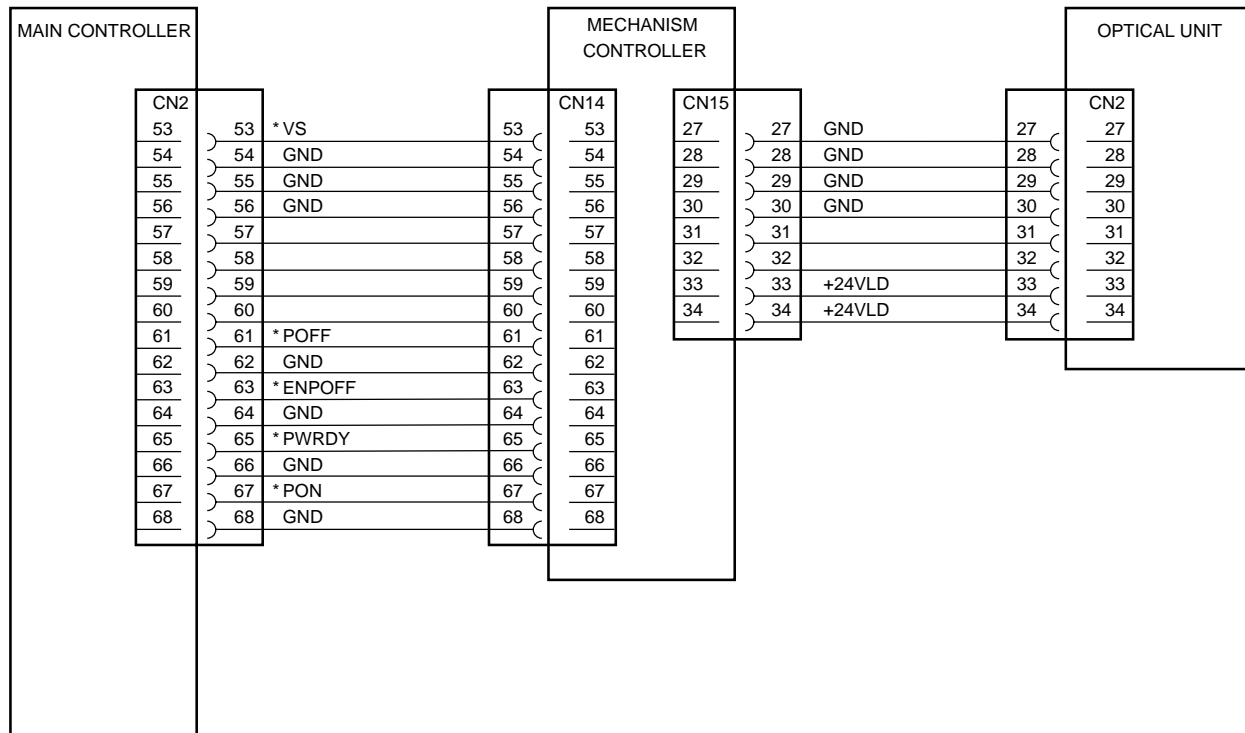 MAIN CONTROLLER MECHANISM OPTICAL UNIT
CONTROLLER
CN2 CN14 CN15 CN2
53 53 *VS 53 53 27 27 GND 27 27
54 54 GND 54 54 28 28 GND 28 28
55 55 GND 55 55 29 29 GND 29 29
56 56 GND 56 56 30 30 GND 30 30
57 57 57 57 31 31 31 31
58 58 58 58 32 32 32 32
59 59 59 59 33 33 +24VLD 33 33
60 60 60 60 34 34 +24VLD 34 34
61 61 *POFF 61 61
62 62 GND 62 62
63 63 *ENPOFF 63 63
64 64 GND 64 64
65 65 *PWRDY 65 65
66 66 GND 66 66
67 67 *PON 67 67
68 68 GND 68 68